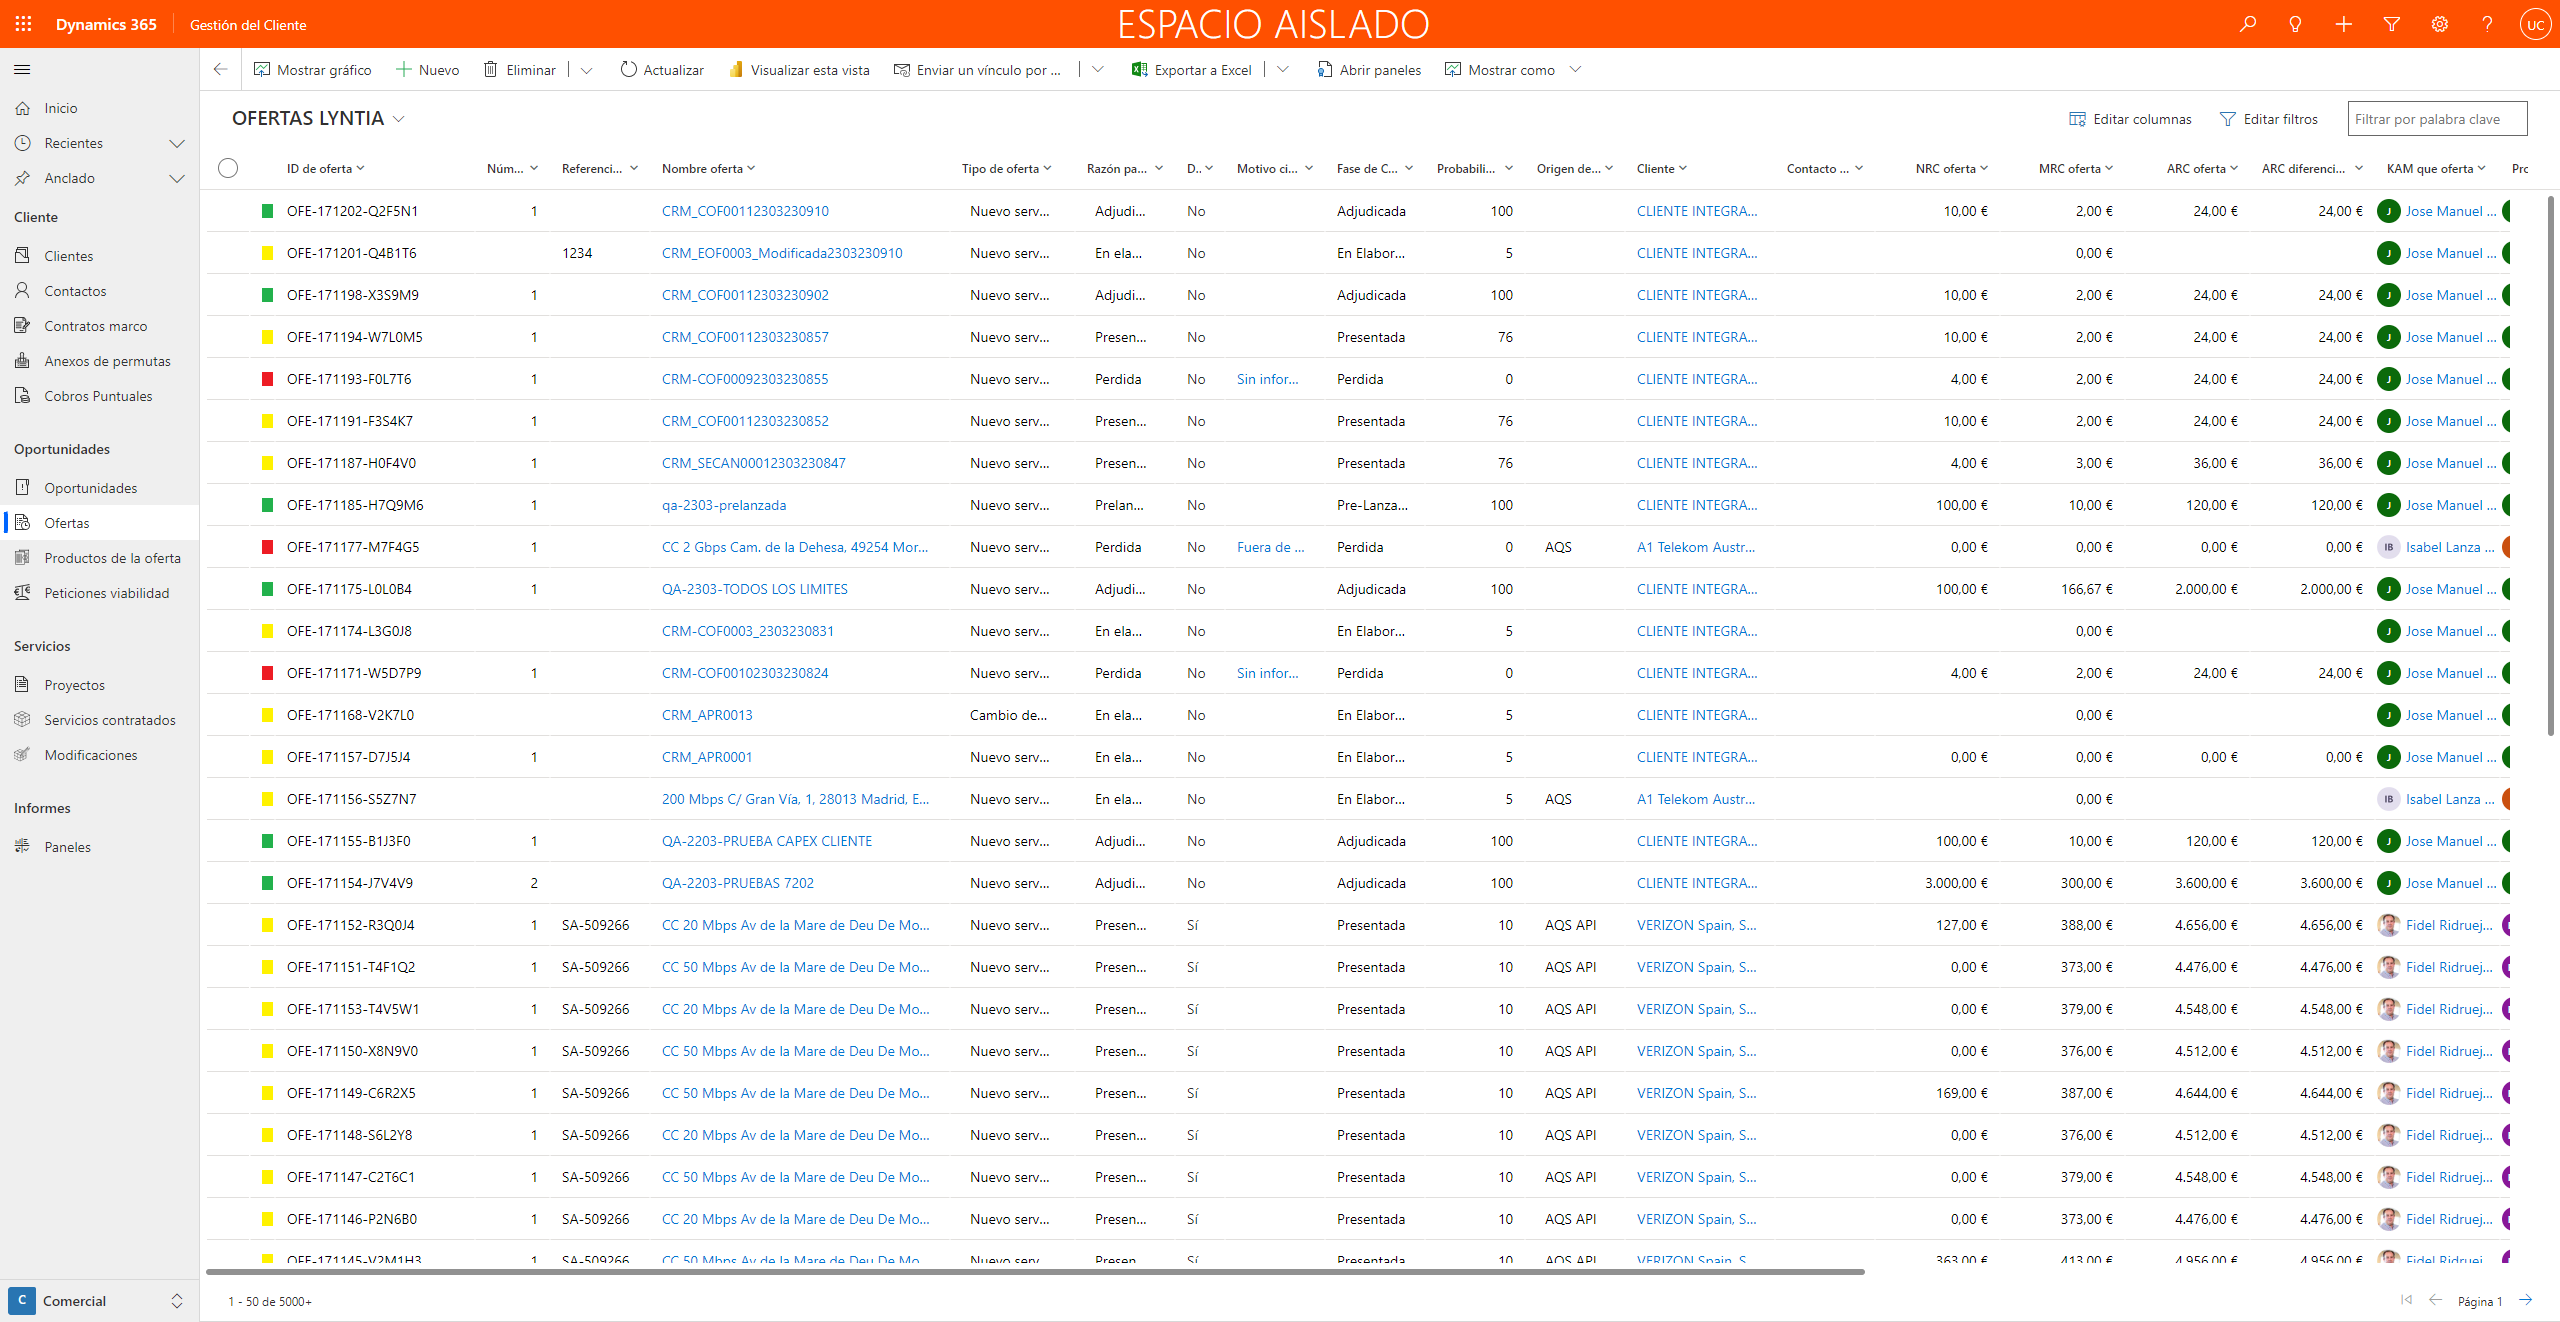 Dynamics 365 Gestión del Cliente ESPACIO AISLADO UC
Mostrar gráfico Nuevo Eliminar Actualizar Visualizar esta vista Enviar un vínculo por ... Exportar a Excel Abrir paneles Mostrar como
Inicio
Recientes
Anclado
Cliente
Clientes
Contactos
Contratos marco
Anexos de permutas
Cobros Puntuales
Oportunidades
Oportunidades
Ofertas
Productos de la oferta
Peticiones viabilidad
Servicios
Proyectos
Servicios contratados
Modificaciones
Informes
Paneles
C Comercial
OFERTAS LYNTIA Editar columnas Editar filtros Filtrar por palabra clave
ID de oferta Núm... Referenci... Nombre oferta Tipo de oferta Razón pa... D.. Motivo ci... Fase de C... Probabili... Origen de... Cliente Contacto ... NRC oferta MRC oferta ARC oferta ARC diferenci... KAM que oferta Prc
OFE-171202-Q2F5N1 1 CRM_COF00112303230910 Nuevo serv... Adjudi... No Adjudicada 100 CLIENTE INTEGRA... 10,00 € 2,00 € 24,00 € 24,00 € J Jose Manuel ...
OFE-171201-Q4B1T6 1234 CRM_EOF0003_Modificada2303230910 Nuevo serv... En ela... No En Elabor... 5 CLIENTE INTEGRA... 0,00 € J Jose Manuel ...
OFE-171198-X3S9M9 1 CRM_COF00112303230902 Nuevo serv... Adjudi... No Adjudicada 100 CLIENTE INTEGRA... 10,00 € 2,00 € 24,00 € 24,00 € J Jose Manuel ...
OFE-171194-W7L0M5 1 CRM_COF00112303230857 Nuevo serv... Presen... No Presentada 76 CLIENTE INTEGRA... 10,00 € 2,00 € 24,00 € 24,00 € J Jose Manuel ...
OFE-171193-F0L7T6 1 CRM-COF00092303230855 Nuevo serv... Perdida No Sin infor... Perdida 0 CLIENTE INTEGRA... 4,00 € 2,00 € 24,00 € 24,00 € J Jose Manuel ...
OFE-171191-F3S4K7 1 CRM_COF00112303230852 Nuevo serv... Presen... No Presentada 76 CLIENTE INTEGRA... 10,00 € 2,00 € 24,00 € 24,00 € J Jose Manuel ...
OFE-171187-H0F4V0 1 CRM_SECAN00012303230847 Nuevo serv... Presen... No Presentada 76 CLIENTE INTEGRA... 4,00 € 3,00 € 36,00 € 36,00 € J Jose Manuel ...
OFE-171185-H7Q9M6 1 qa-2303-prelanzada Nuevo serv... Prelan... No Pre-Lanza... 100 CLIENTE INTEGRA... 100,00 € 10,00 € 120,00 € 120,00 € J Jose Manuel ...
OFE-171177-M7F4G5 1 CC 2 Gbps Cam. de la Dehesa, 49254 Mor... Nuevo serv... Perdida No Fuera de ... Perdida 0 AQS A1 Telekom Austr... 0,00 € 0,00 € 0,00 € 0,00 € IB Isabel Lanza ...
OFE-171175-L0L0B4 1 QA-2303-TODOS LOS LIMITES Nuevo serv... Adjudi... No Adjudicada 100 CLIENTE INTEGRA... 100,00 € 166,67 € 2.000,00 € 2.000,00 € J Jose Manuel ...
OFE-171174-L3G0J8 CRM-COF0003_2303230831 Nuevo serv... En ela... No En Elabor... 5 CLIENTE INTEGRA... 0,00 € J Jose Manuel ...
OFE-171171-W5D7P9 1 CRM-COF00102303230824 Nuevo serv... Perdida No Sin infor... Perdida 0 CLIENTE INTEGRA... 4,00 € 2,00 € 24,00 € 24,00 € J Jose Manuel ...
OFE-171168-V2K7L0 CRM_APR0013 Cambio de... En ela... No En Elabor... 5 CLIENTE INTEGRA... 0,00 € J Jose Manuel ...
OFE-171157-D7J5J4 1 CRM_APR0001 Nuevo serv... En ela... No En Elabor... 5 CLIENTE INTEGRA... 0,00 € 0,00 € 0,00 € 0,00 € J Jose Manuel ...
OFE-171156-S5Z7N7 200 Mbps C/ Gran Vía, 1, 28013 Madrid, E... Nuevo serv... En ela... No En Elabor... 5 AQS A1 Telekom Austr... 0,00 € IB Isabel Lanza ...
OFE-171155-B1J3F0 1 QA-2203-PRUEBA CAPEX CLIENTE Nuevo serv... Adjudi... No Adjudicada 100 CLIENTE INTEGRA... 100,00 € 10,00 € 120,00 € 120,00 € J Jose Manuel ...
OFE-171154-J7V4V9 2 QA-2203-PRUEBAS 7202 Nuevo serv... Adjudi... No Adjudicada 100 CLIENTE INTEGRA... 3.000,00 € 300,00 € 3.600,00 € 3.600,00 € J Jose Manuel ...
OFE-171152-R3Q0J4 1 SA-509266 CC 20 Mbps Av de la Mare de Deu De Mo... Nuevo serv... Presen... Sí Presentada 10 AQS API VERIZON Spain, S... 127,00 € 388,00 € 4.656,00 € 4.656,00 € Fidel Ridruej...
OFE-171151-T4F1Q2 1 SA-509266 CC 50 Mbps Av de la Mare de Deu De Mo... Nuevo serv... Presen... Sí Presentada 10 AQS API VERIZON Spain, S... 0,00 € 373,00 € 4.476,00 € 4.476,00 € Fidel Ridruej...
OFE-171153-T4V5W1 1 SA-509266 CC 20 Mbps Av de la Mare de Deu De Mo... Nuevo serv... Presen... Sí Presentada 10 AQS API VERIZON Spain, S... 0,00 € 379,00 € 4.548,00 € 4.548,00 € Fidel Ridruej...
OFE-171150-X8N9V0 1 SA-509266 CC 50 Mbps Av de la Mare de Deu De Mo... Nuevo serv... Presen... Sí Presentada 10 AQS API VERIZON Spain, S... 0,00 € 376,00 € 4.512,00 € 4.512,00 € Fidel Ridruej...
OFE-171149-C6R2X5 1 SA-509266 CC 50 Mbps Av de la Mare de Deu De Mo... Nuevo serv... Presen... Sí Presentada 10 AQS API VERIZON Spain, S... 169,00 € 387,00 € 4.644,00 € 4.644,00 € Fidel Ridruej...
OFE-171148-S6L2Y8 1 SA-509266 CC 20 Mbps Av de la Mare de Deu De Mo... Nuevo serv... Presen... Sí Presentada 10 AQS API VERIZON Spain, S... 0,00 € 376,00 € 4.512,00 € 4.512,00 € Fidel Ridruej...
OFE-171147-C2T6C1 1 SA-509266 CC 50 Mbps Av de la Mare de Deu De Mo... Nuevo serv... Presen... Sí Presentada 10 AQS API VERIZON Spain, S... 0,00 € 379,00 € 4.548,00 € 4.548,00 € Fidel Ridruej...
OFE-171146-P2N6B0 1 SA-509266 CC 20 Mbps Av de la Mare de Deu De Mo... Nuevo serv... Presen... Sí Presentada 10 AQS API VERIZON Spain, S... 0,00 € 373,00 € 4.476,00 € 4.476,00 € Fidel Ridruej...
OFE-171145-V2M1H3 1 SA-509266 CC 50 Mbps Av de la Mare de Deu De Mo... Nuevo serv... Presen... Sí Presentada 10 AQS API VERIZON Spain, S... 363,00 € 413,00 € 4.956,00 € 4.956,00 € Fidel Ridruej...
1 - 50 de 5000+ Página 1